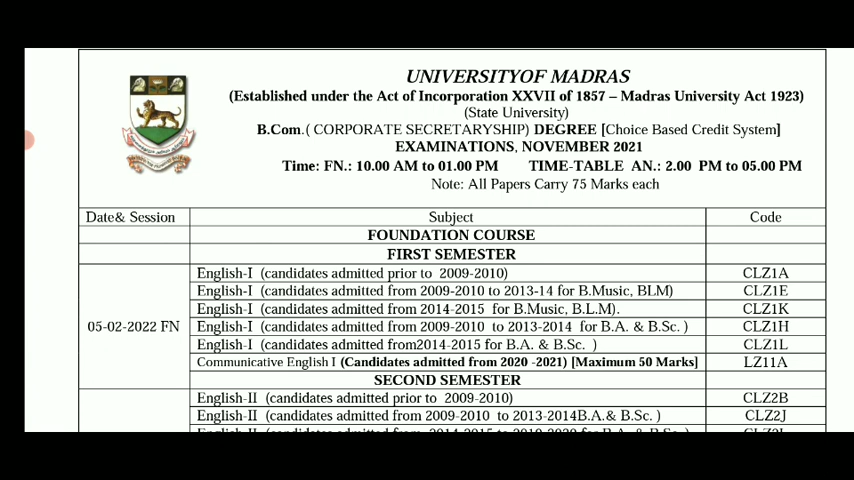 UNIVERSITYOF MADRAS
(Established under the Act of Incorporation XXVII of 1857 – Madras University Act 1923)
(State University)
B.Com.( CORPORATE SECRETARYSHIP) DEGREE [Choice Based Credit System]
EXAMINATIONS, NOVEMBER 2021
Time: FN.: 10.00 AM to 01.00 PM TIME-TABLE AN.: 2.00 PM to 05.00 PM
Note: All Papers Carry 75 Marks each
Date& Session Subject Code
FOUNDATION COURSE
FIRST SEMESTER
05-02-2022 FN
English-I (candidates admitted prior to 2009-2010) CLZ1A
English-I (candidates admitted from 2009-2010 to 2013-14 for B.Music, BLM) CLZ1E
English-I (candidates admitted from 2014-2015 for B.Music, B.L.M). CLZ1K
English-I (candidates admitted from 2009-2010 to 2013-2014 for B.A. & B.Sc. ) CLZ1H
English-I (candidates admitted from2014-2015 for B.A. & B.Sc. ) CLZ1L
Communicative English I (Candidates admitted from 2020 -2021) [Maximum 50 Marks] LZ11A
SECOND SEMESTER
English-II (candidates admitted prior to 2009-2010) CLZ2B
English-II (candidates admitted from 2009-2010 to 2013-2014B.A.& B.Sc. ) CLZ2J